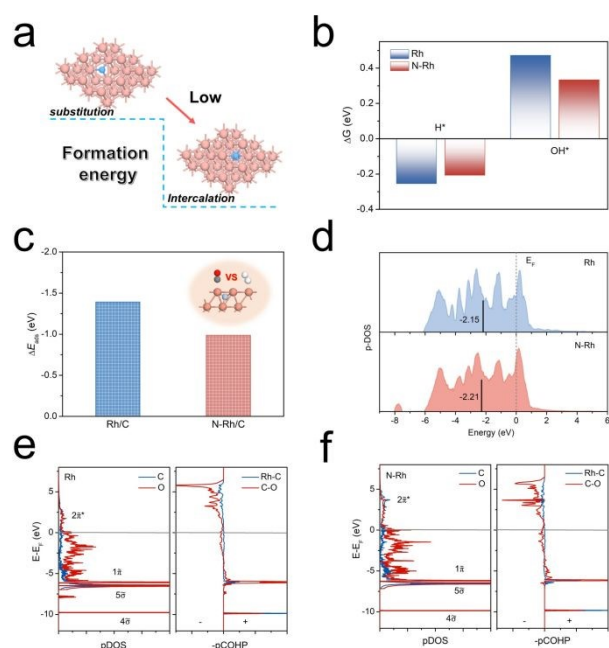 a
substitution
Low
Formation
energy
Intercalation
b
Rh
N-Rh
ΔG (eV)
0.4
0.2
0.0
-0.2
-0.4
H*
OH*
c
ΔE_ads (eV)
-2.0
-1.5
-1.0
-0.5
0.0
VS
Rh/C
N-Rh/C
d
p-DOS
E_F
Rh
-2.15
N-Rh
-2.21
-8 -6 -4 -2 0 2 4 6
Energy (eV)
e
Rh
C
O
Rh-C
C-O
E-E_F (eV)
5
0
-5
-10
2π*
1π
5σ
4σ
- +
pDOS
-pCOHP
f
N-Rh
C
O
Rh-C
C-O
E-E_F (eV)
5
0
-5
-10
2π*
1π
5σ
4σ
- +
pDOS
-pCOHP